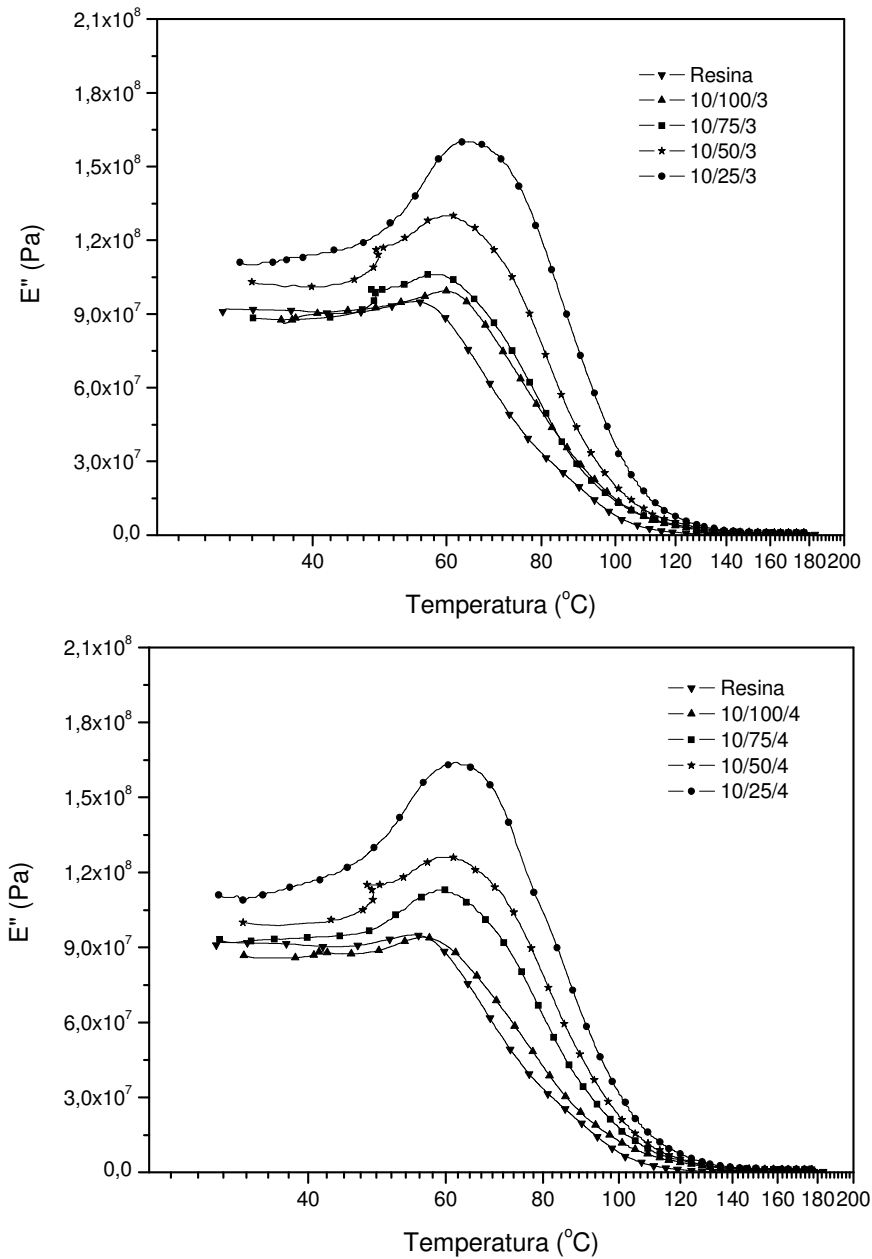 2,1x10⁸
1,8x10⁸
1,5x10⁸
1,2x10⁸
9,0x10⁷
6,0x10⁷
3,0x10⁷
0,0
E" (Pa)
Resina
10/100/3
10/75/3
10/50/3
10/25/3
40 60 80 100 120 140 160 180 200
Temperatura (°C)
2,1x10⁸
1,8x10⁸
1,5x10⁸
1,2x10⁸
9,0x10⁷
6,0x10⁷
3,0x10⁷
0,0
E" (Pa)
Resina
10/100/4
10/75/4
10/50/4
10/25/4
40 60 80 100 120 140 160 180 200
Temperatura (°C)